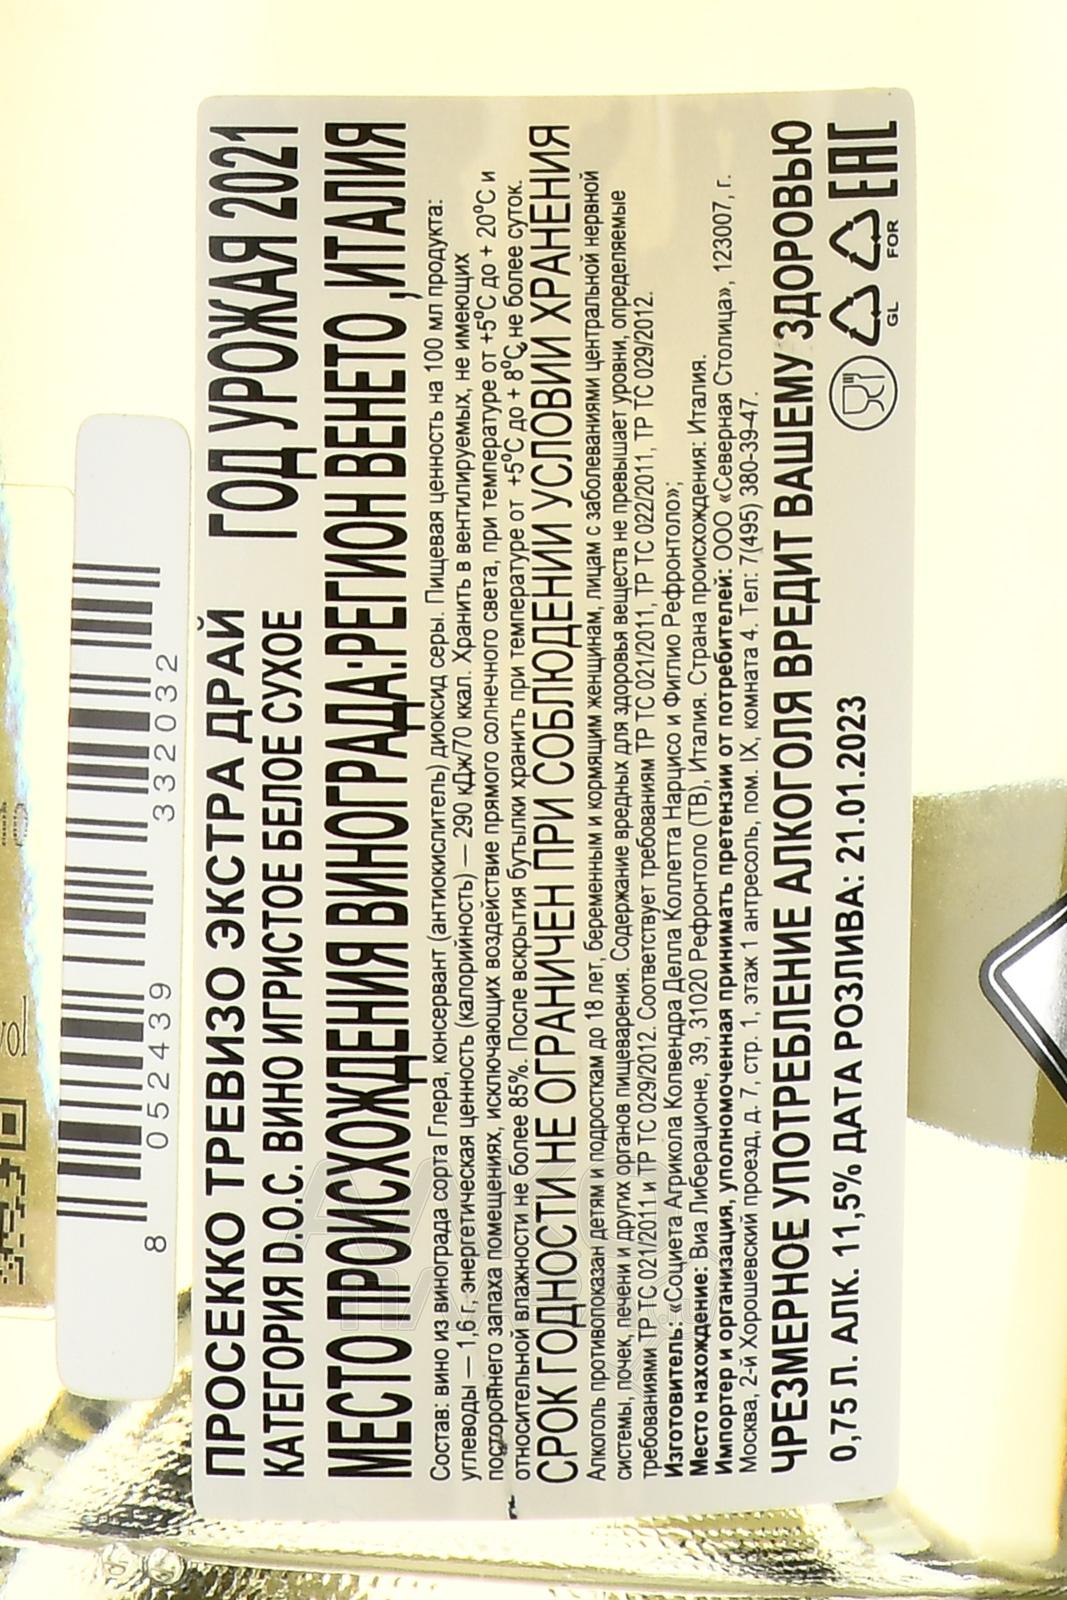 ПРОСЕККО ТРЕВИЗО ЭКСТРА ДРАЙ ГОД УРОЖАЯ 2021
КАТЕГОРИЯ D.O.C. ВИНО ИГРИСТОЕ БЕЛОЕ СУХОЕ
МЕСТО ПРОИСХОЖДЕНИЯ ВИНОГРАДА:РЕГИОН ВЕНЕТО ,ИТАЛИЯ
Состав: вино из винограда сорта Глера, консервант (антиокислитель) диоксид серы. Пищевая ценность на 100 мл продукта:
углеводы — 1,6 г, энергетическая ценность (калорийность) — 290 кДж/70 ккал. Хранить в вентилируемых, не имеющих
постороннего запаха помещениях, исключающих воздействие прямого солнечного света, при температуре от +5°С до + 20°С и
относительной влажности не более 85%. После вскрытия бутылки хранить при температуре от +5°С до + 8°С, не более суток.
СРОК ГОДНОСТИ НЕ ОГРАНИЧЕН ПРИ СОБЛЮДЕНИИ УСЛОВИЙ ХРАНЕНИЯ
Алкоголь противопоказан детям и подросткам до 18 лет, беременным и кормящим женщинам, лицам с заболеваниями центральной нервной
системы, почек, печени и других органов пищеварения. Содержание вредных для здоровья веществ не превышает уровни, определяемые
требованиями ТР ТС 021/2011 и ТР ТС 029/2012. Соответствует требованиям ТР ТС 021/2011, ТР ТС 022/2011, ТР ТС 029/2012.
Изготовитель: «Социета Агрикола Колвендра Делла Коллетта Нарцисо и Филио Рефронтоло»;
Место нахождение: Виа Либерационе, 39, 31020 Рефронтоло (ТВ), Италия. Страна происхождения: Италия.
Импортер и организация, уполномоченная принимать претензии от потребителей: ООО «Северная Столица», 123007, г.
Москва, 2-й Хорошевский проезд, д. 7, стр. 1, этаж 1 антресоль, пом. IX, комната 4. Тел: 7(495) 380-39-47.
ЧРЕЗМЕРНОЕ УПОТРЕБЛЕНИЕ АЛКОГОЛЯ ВРЕДИТ ВАШЕМУ ЗДОРОВЬЮ
0,75 Л. АЛК. 11,5% ДАТА РОЗЛИВА: 21.01.2023
GL FOR EAC
8 052439 332032
vol